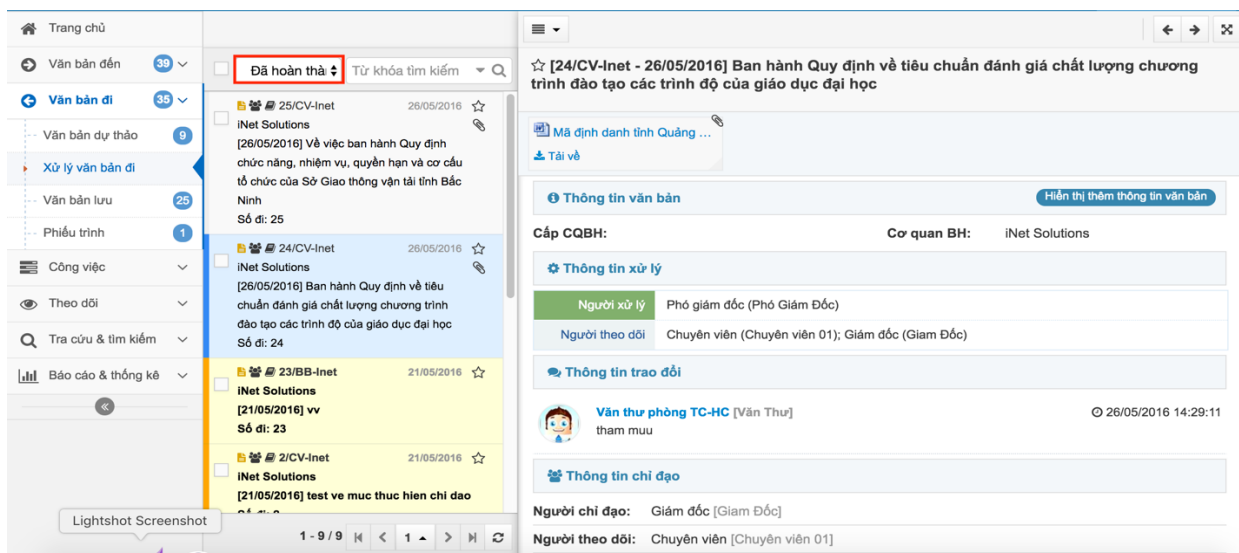 Trang chủ
Văn bản đến 39
Văn bản đi 35
Văn bản dự thảo 9
Xử lý văn bản đi
Văn bản lưu 25
Phiếu trình 1
Công việc
Theo dõi
Tra cứu & tìm kiếm
Báo cáo & thống kê
Lightshot Screenshot
Đã hoàn thà
Từ khóa tìm kiếm
25/CV-Inet 26/05/2016
iNet Solutions
[26/05/2016] Về việc ban hành Quy định
chức năng, nhiệm vụ, quyền hạn và cơ cấu
tổ chức của Sở Giao thông vận tải tỉnh Bắc
Ninh
Số đi: 25
24/CV-Inet 26/05/2016
iNet Solutions
[26/05/2016] Ban hành Quy định về tiêu
chuẩn đánh giá chất lượng chương trình
đào tạo các trình độ của giáo dục đại học
Số đi: 24
23/BB-Inet 21/05/2016
iNet Solutions
[21/05/2016] vv
Số đi: 23
2/CV-Inet 21/05/2016
iNet Solutions
[21/05/2016] test ve muc thuc hien chi dao
1 - 9 / 9 1
[24/CV-Inet - 26/05/2016] Ban hành Quy định về tiêu chuẩn đánh giá chất lượng chương
trình đào tạo các trình độ của giáo dục đại học
Mã định danh tỉnh Quảng ...
Tải về
Thông tin văn bản Hiển thị thêm thông tin văn bản
Cấp CQBH: Cơ quan BH: iNet Solutions
Thông tin xử lý
Người xử lý Phó giám đốc (Phó Giám Đốc)
Người theo dõi Chuyên viên (Chuyên viên 01); Giám đốc (Giam Đốc)
Thông tin trao đổi
Văn thư phòng TC-HC [Văn Thư] 26/05/2016 14:29:11
tham muu
Thông tin chỉ đạo
Người chỉ đạo: Giám đốc [Giam Đốc]
Người theo dõi: Chuyên viên [Chuyên viên 01]